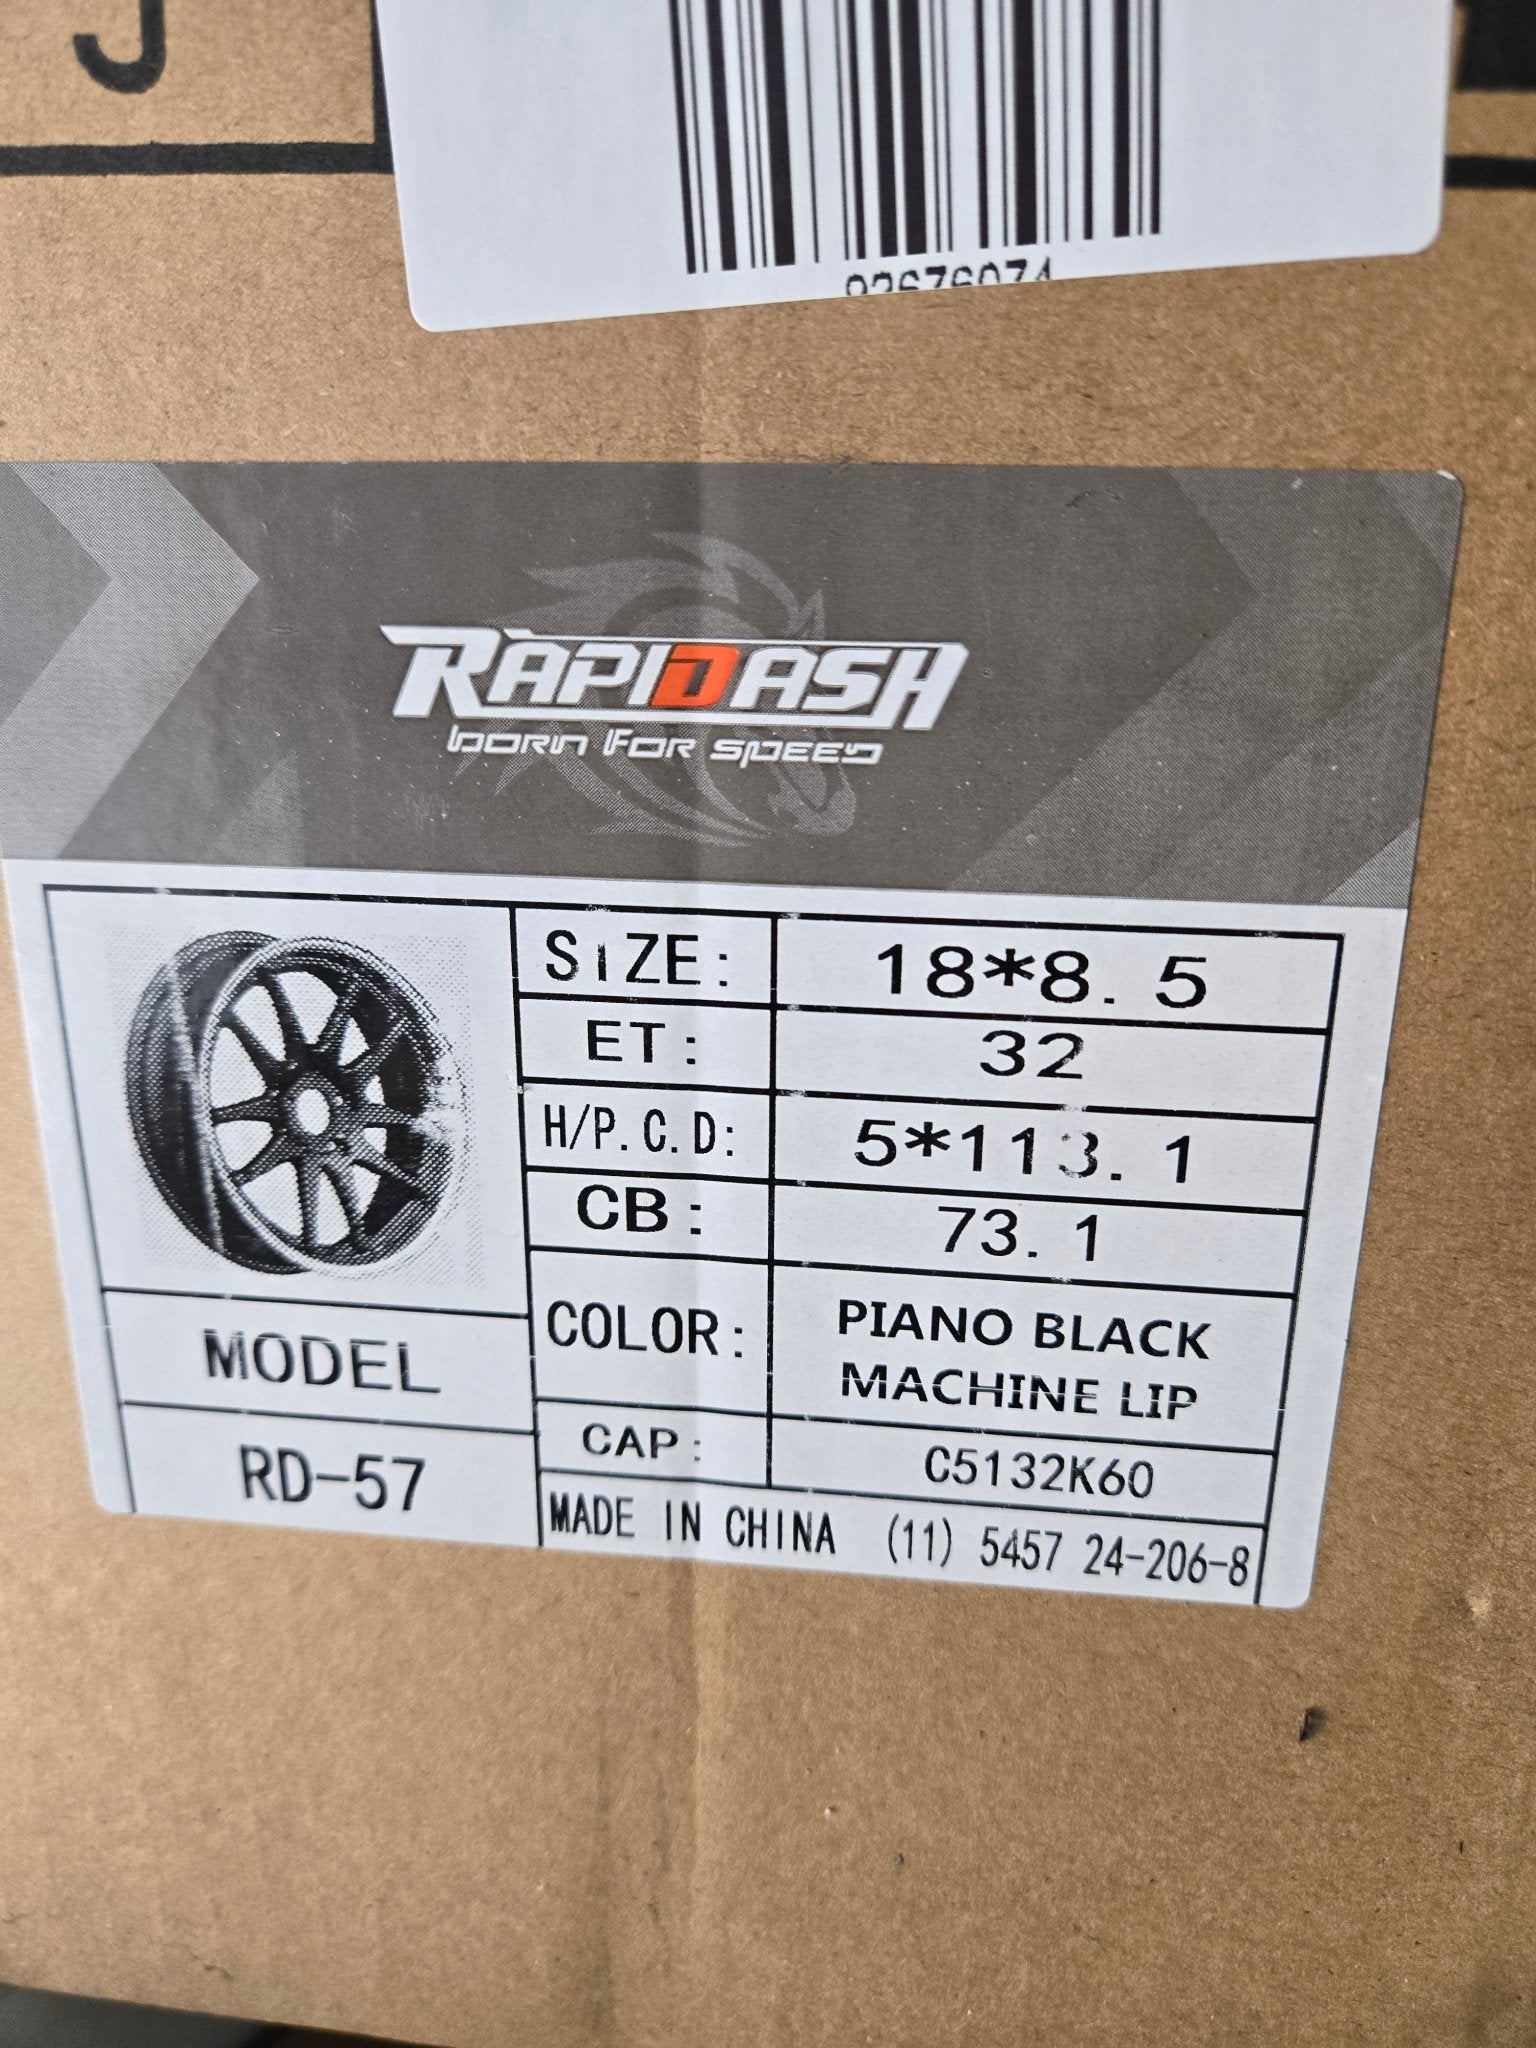 J
RAPIDASH
BORN FOR SPEED
SIZE: 18*8.5
ET: 32
H/P.C.D: 5*113.1
CB: 73.1
COLOR: PIANO BLACK
MACHINE LIP
MODEL
CAP: C5132K60
RD-57
MADE IN CHINA (11) 5457 24-206-8